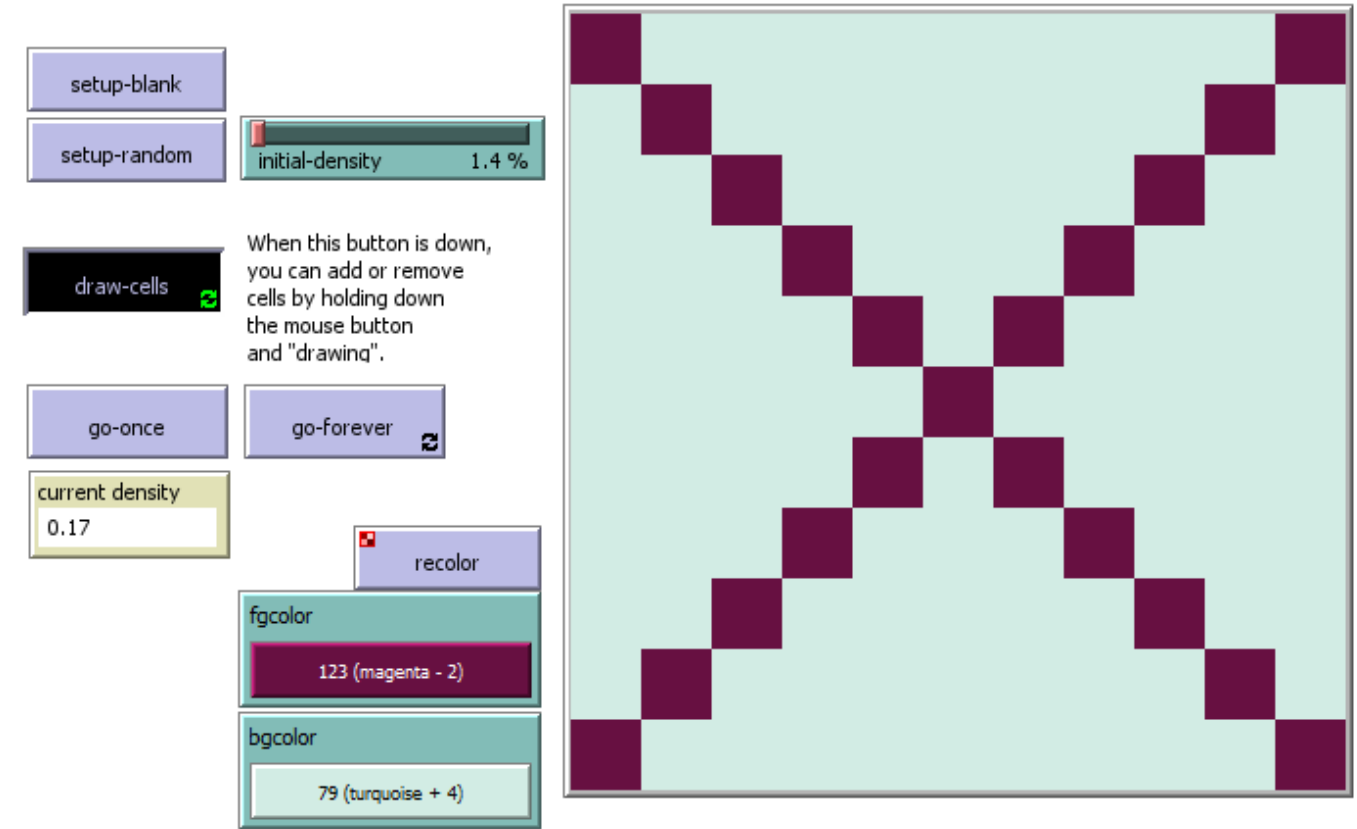 setup-blank
setup-random
initial-density 1.4 %
draw-cells
When this button is down,
you can add or remove
cells by holding down
the mouse button
and "drawing".
go-once
go-forever
current density
0.17
recolor
fgcolor
123 (magenta - 2)
bgcolor
79 (turquoise + 4)